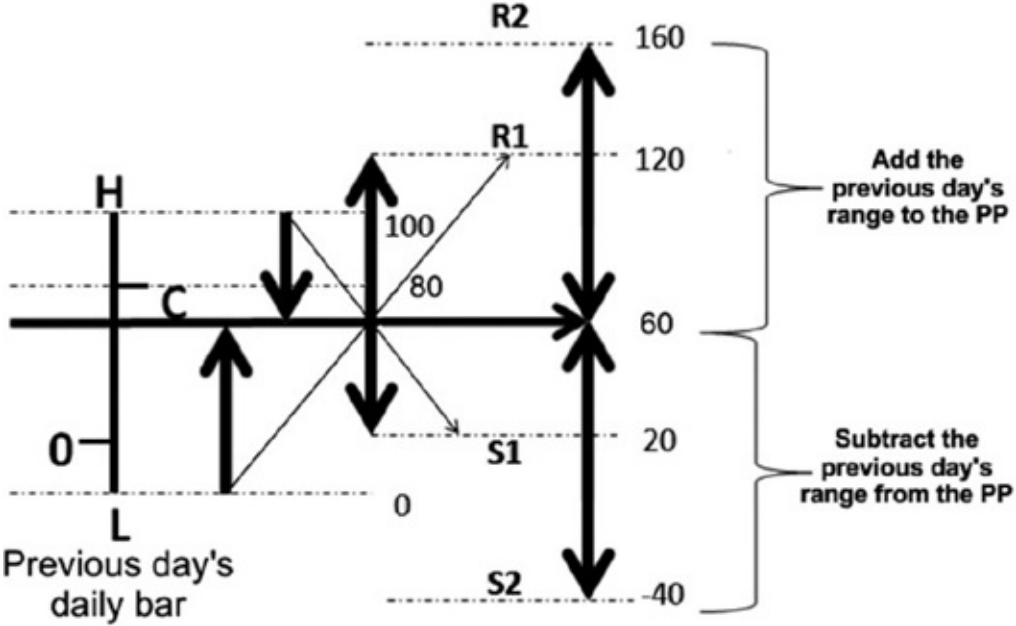 R2
160
R1
120
Add the
previous day's
range to the PP
H
100
80
C
60
O
S1
20
Subtract the
previous day's
range from the PP
0
L
Previous day's
daily bar
S2
-40